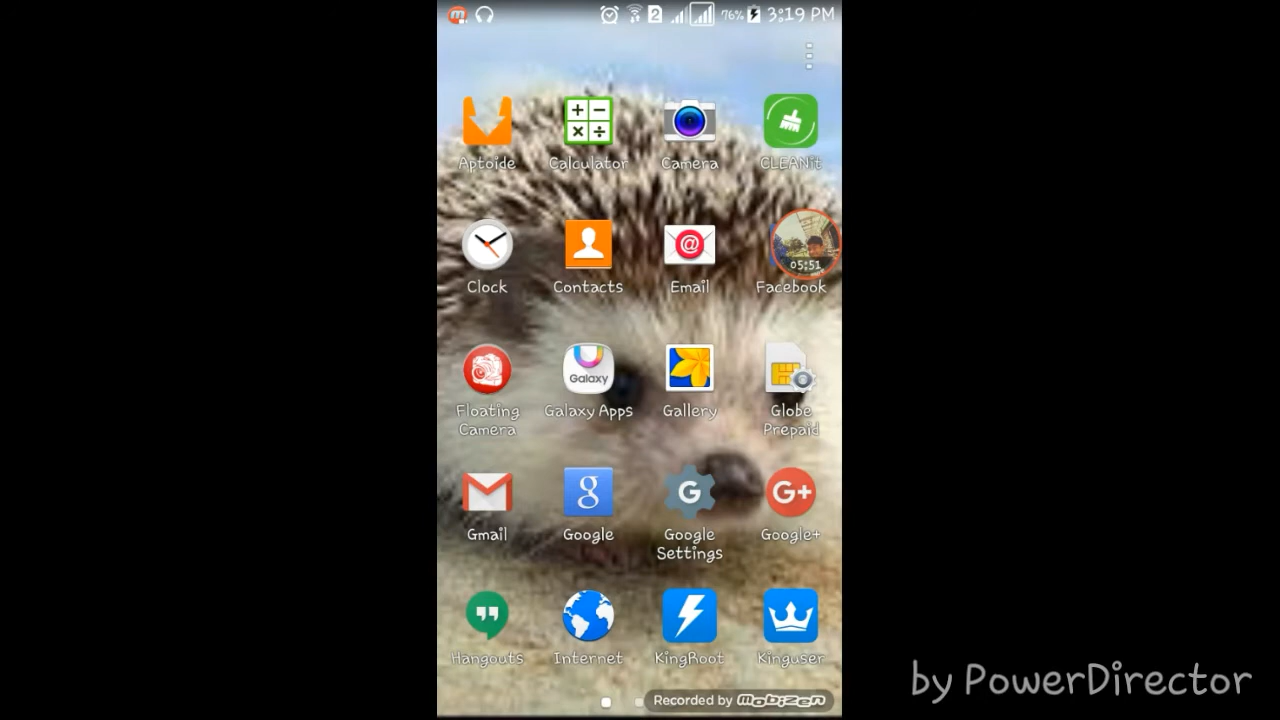 2 76% 3:19 PM
Aptoide Calculator Camera CLEANit
05:51
Clock Contacts Email Facebook
Galaxy
Floating Camera Galaxy Apps Gallery Globe Prepaid
Gmail Google Google Settings Google+
Hangouts Internet KingRoot Kinguser
Recorded by mobizen
by PowerDirector